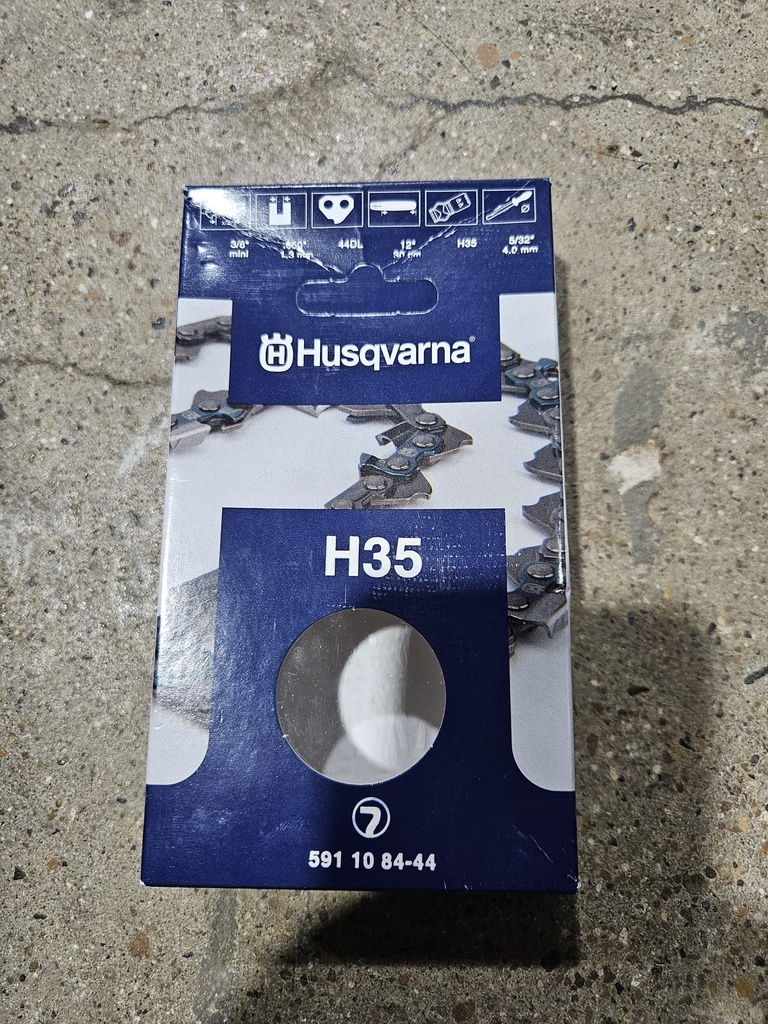 3/8" .050" 44DL 12" H35 5/32"
mini 1.3 mm 30 cm 4.0 mm
Husqvarna®
H35
7
591 10 84-44